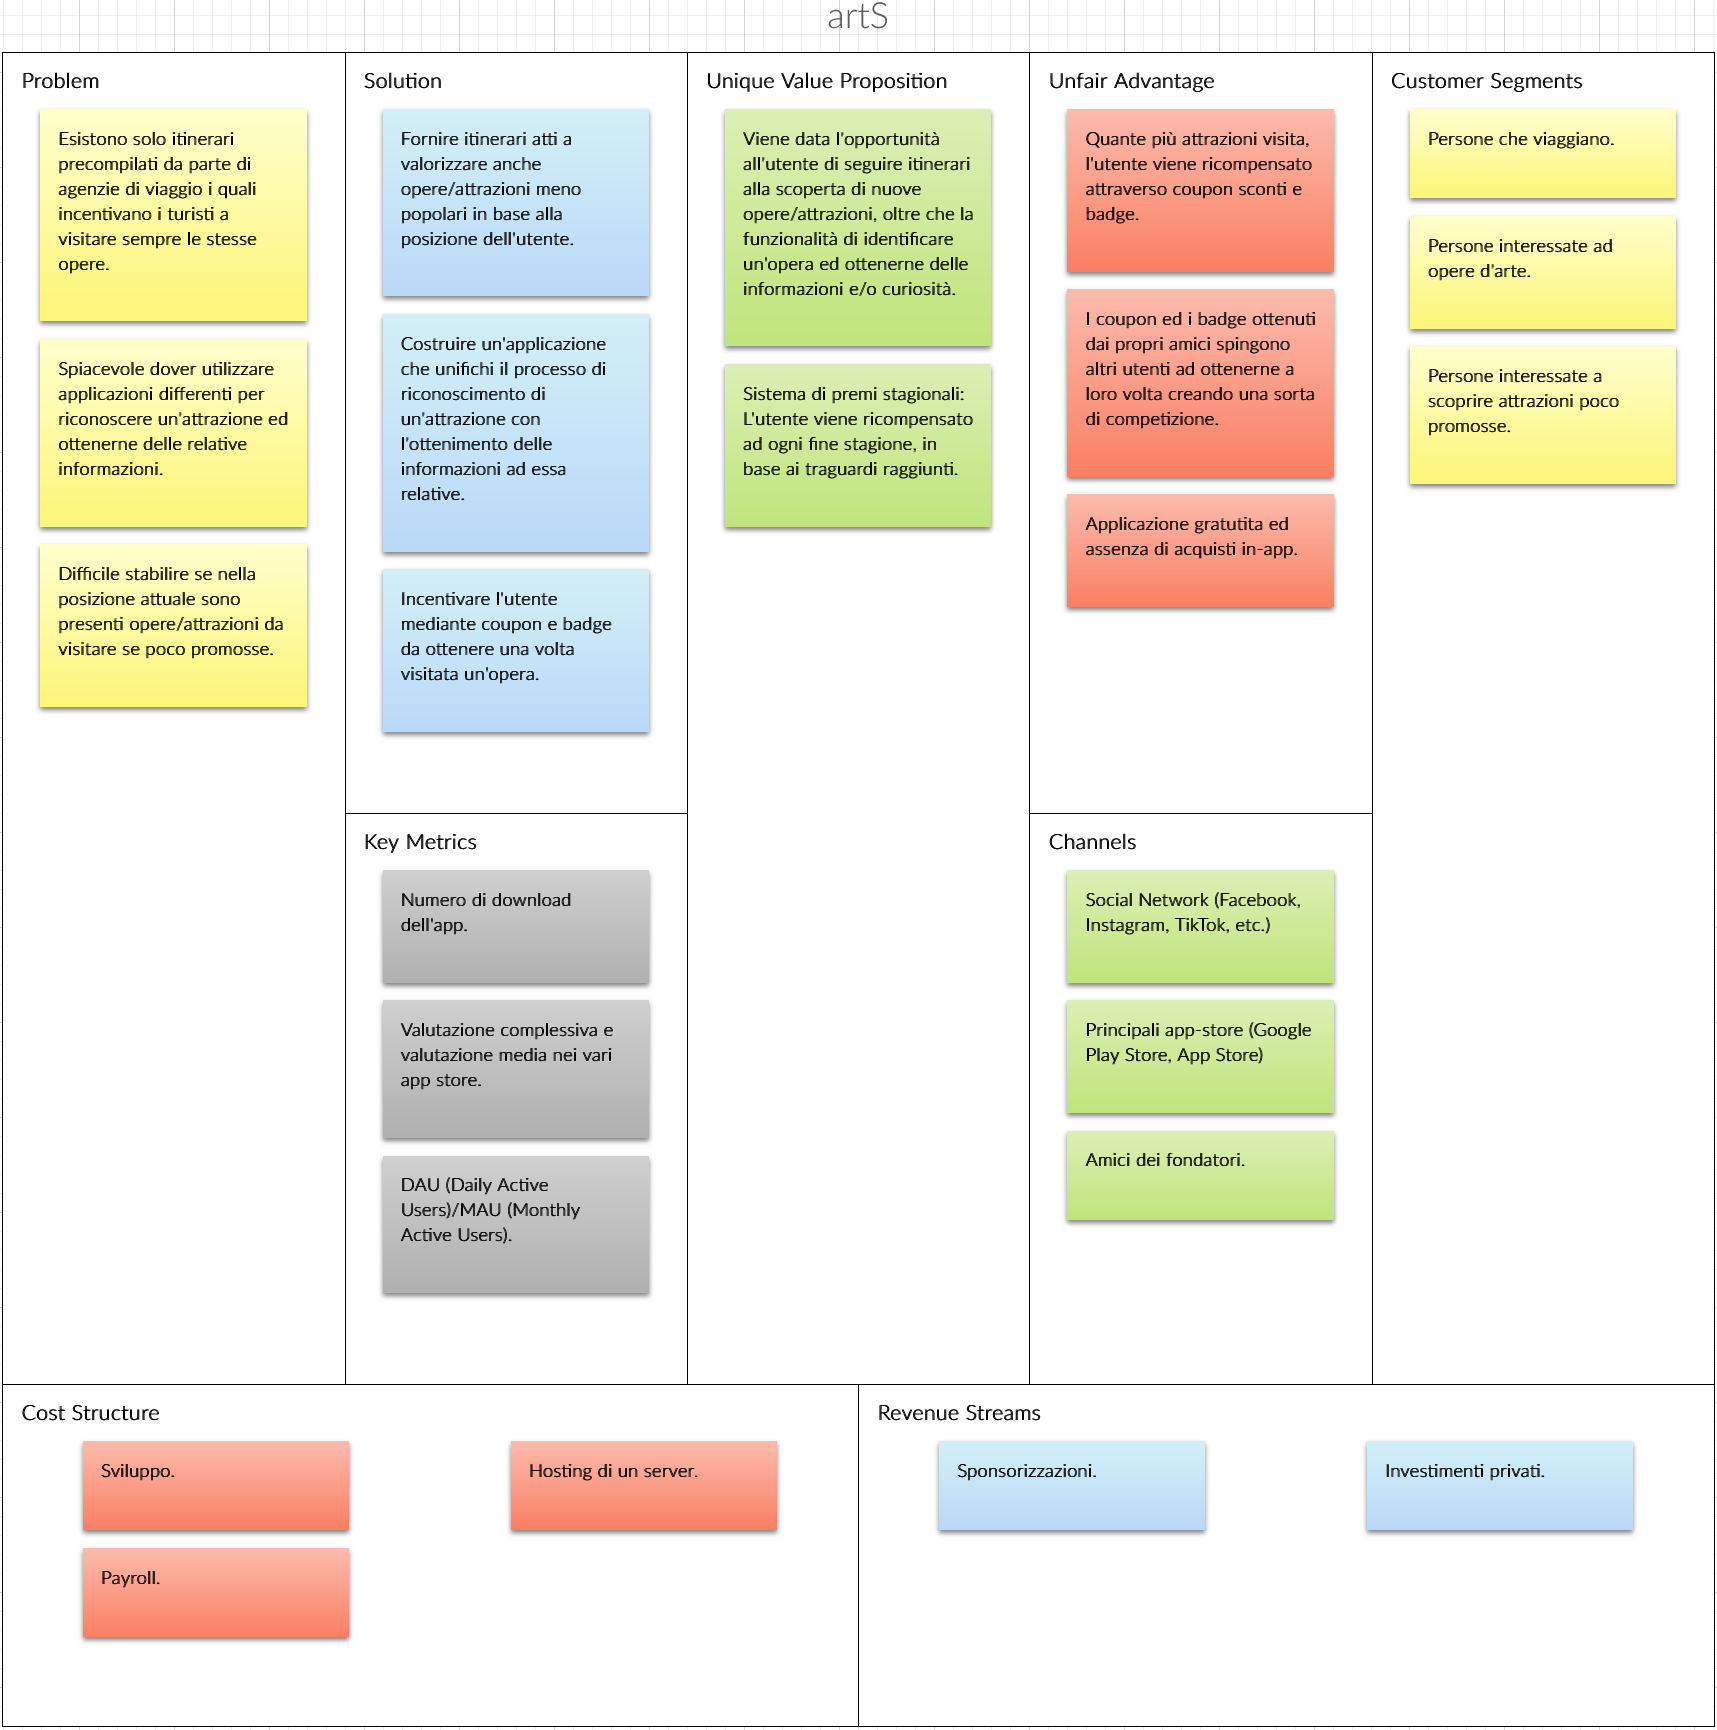 artS
Problem
Esistono solo itinerari
precompilati da parte di
agenzie di viaggio i quali
incentivano i turisti a
visitare sempre le stesse
opere.
Spiacevole dover utilizzare
applicazioni differenti per
riconoscere un'attrazione ed
ottenerne delle relative
informazioni.
Difficile stabilire se nella
posizione attuale sono
presenti opere/attrazioni da
visitare se poco promosse.
Solution
Fornire itinerari atti a
valorizzare anche
opere/attrazioni meno
popolari in base alla
posizione dell'utente.
Costruire un'applicazione
che unifichi il processo di
riconoscimento di
un'attrazione con
l'ottenimento delle
informazioni ad essa
relative.
Incentivare l'utente
mediante coupon e badge
da ottenere una volta
visitata un'opera.
Key Metrics
Numero di download
dell'app.
Valutazione complessiva e
valutazione media nei vari
app store.
DAU (Daily Active
Users)/MAU (Monthly
Active Users).
Unique Value Proposition
Viene data l'opportunità
all'utente di seguire itinerari
alla scoperta di nuove
opere/attrazioni, oltre che la
funzionalità di identificare
un'opera ed ottenerne delle
informazioni e/o curiosità.
Sistema di premi stagionali:
L'utente viene ricompensato
ad ogni fine stagione, in
base ai traguardi raggiunti.
Unfair Advantage
Quante più attrazioni visita,
l'utente viene ricompensato
attraverso coupon sconti e
badge.
I coupon ed i badge ottenuti
dai propri amici spingono
altri utenti ad ottenerne a
loro volta creando una sorta
di competizione.
Applicazione gratutita ed
assenza di acquisti in-app.
Channels
Social Network (Facebook,
Instagram, TikTok, etc.)
Principali app-store (Google
Play Store, App Store)
Amici dei fondatori.
Customer Segments
Persone che viaggiano.
Persone interessate ad
opere d'arte.
Persone interessate a
scoprire attrazioni poco
promosse.
Cost Structure
Sviluppo.
Hosting di un server.
Payroll.
Revenue Streams
Sponsorizzazioni.
Investimenti privati.